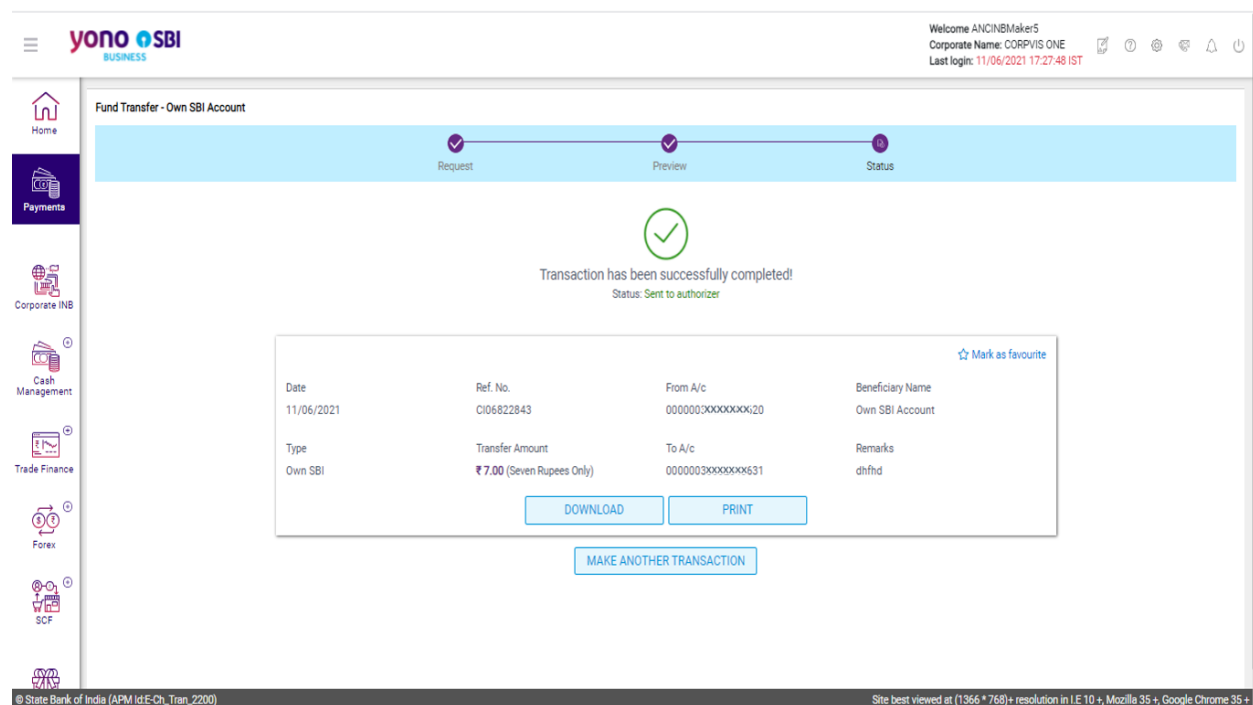 yono SBI
BUSINESS
Welcome ANCINBMaker5
Corporate Name: CORPVIS ONE
Last login: 11/06/2021 17:27:48 IST
Home
Payments
Corporate INB
Cash
Management
Trade Finance
Forex
SCF
Fund Transfer - Own SBI Account
Request Preview Status
Transaction has been successfully completed!
Status: Sent to authorizer
Mark as favourite
Date Ref. No. From A/c Beneficiary Name
11/06/2021 CI06822843 000000XXXXXXX20 Own SBI Account
Type Transfer Amount To A/c Remarks
Own SBI ₹ 7.00 (Seven Rupees Only) 0000003XXXXXXX631 dhfhd
DOWNLOAD PRINT
MAKE ANOTHER TRANSACTION
© State Bank of India (APM Id:E-Ch_Tran_2200) Site best viewed at (1366 * 768)+ resolution in I.E 10 +, Mozilla 35 +, Google Chrome 35 +